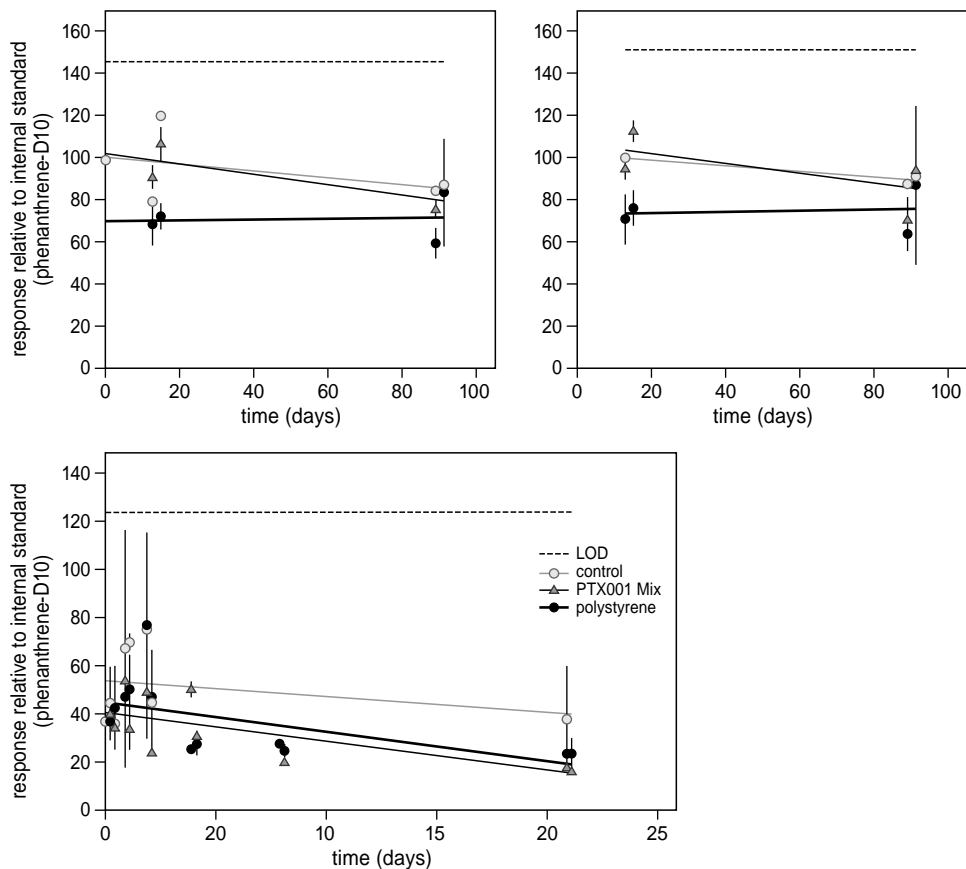 response relative to internal standard
(phenanthrene-D10)
160
140
120
100
80
60
40
20
0
0 20 40 60 80 100
time (days)
160
140
120
100
80
60
40
20
0
0 20 40 60 80 100
time (days)
response relative to internal standard
(phenanthrene-D10)
140
120
100
80
60
40
20
0
LOD
control
PTX001 Mix
polystyrene
0 20 10 15 20 25
time (days)